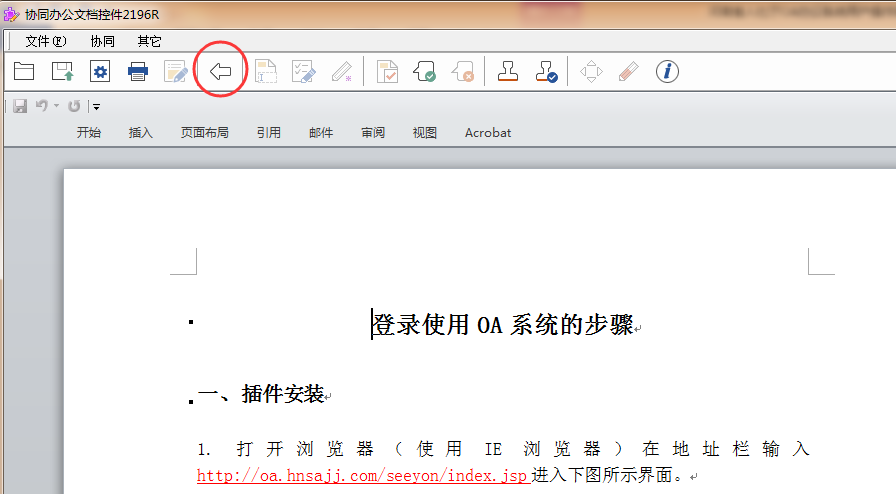 协同办公文档控件2196R
文件(F) 协同 其它
开始 插入 页面布局 引用 邮件 审阅 视图 Acrobat
登录使用OA系统的步骤
一、插件安装
1. 打开浏览器(使用 IE 浏览器)在地址栏输入
http://oa.hnsajj.com/seeyon/index.jsp 进入下图所示界面。